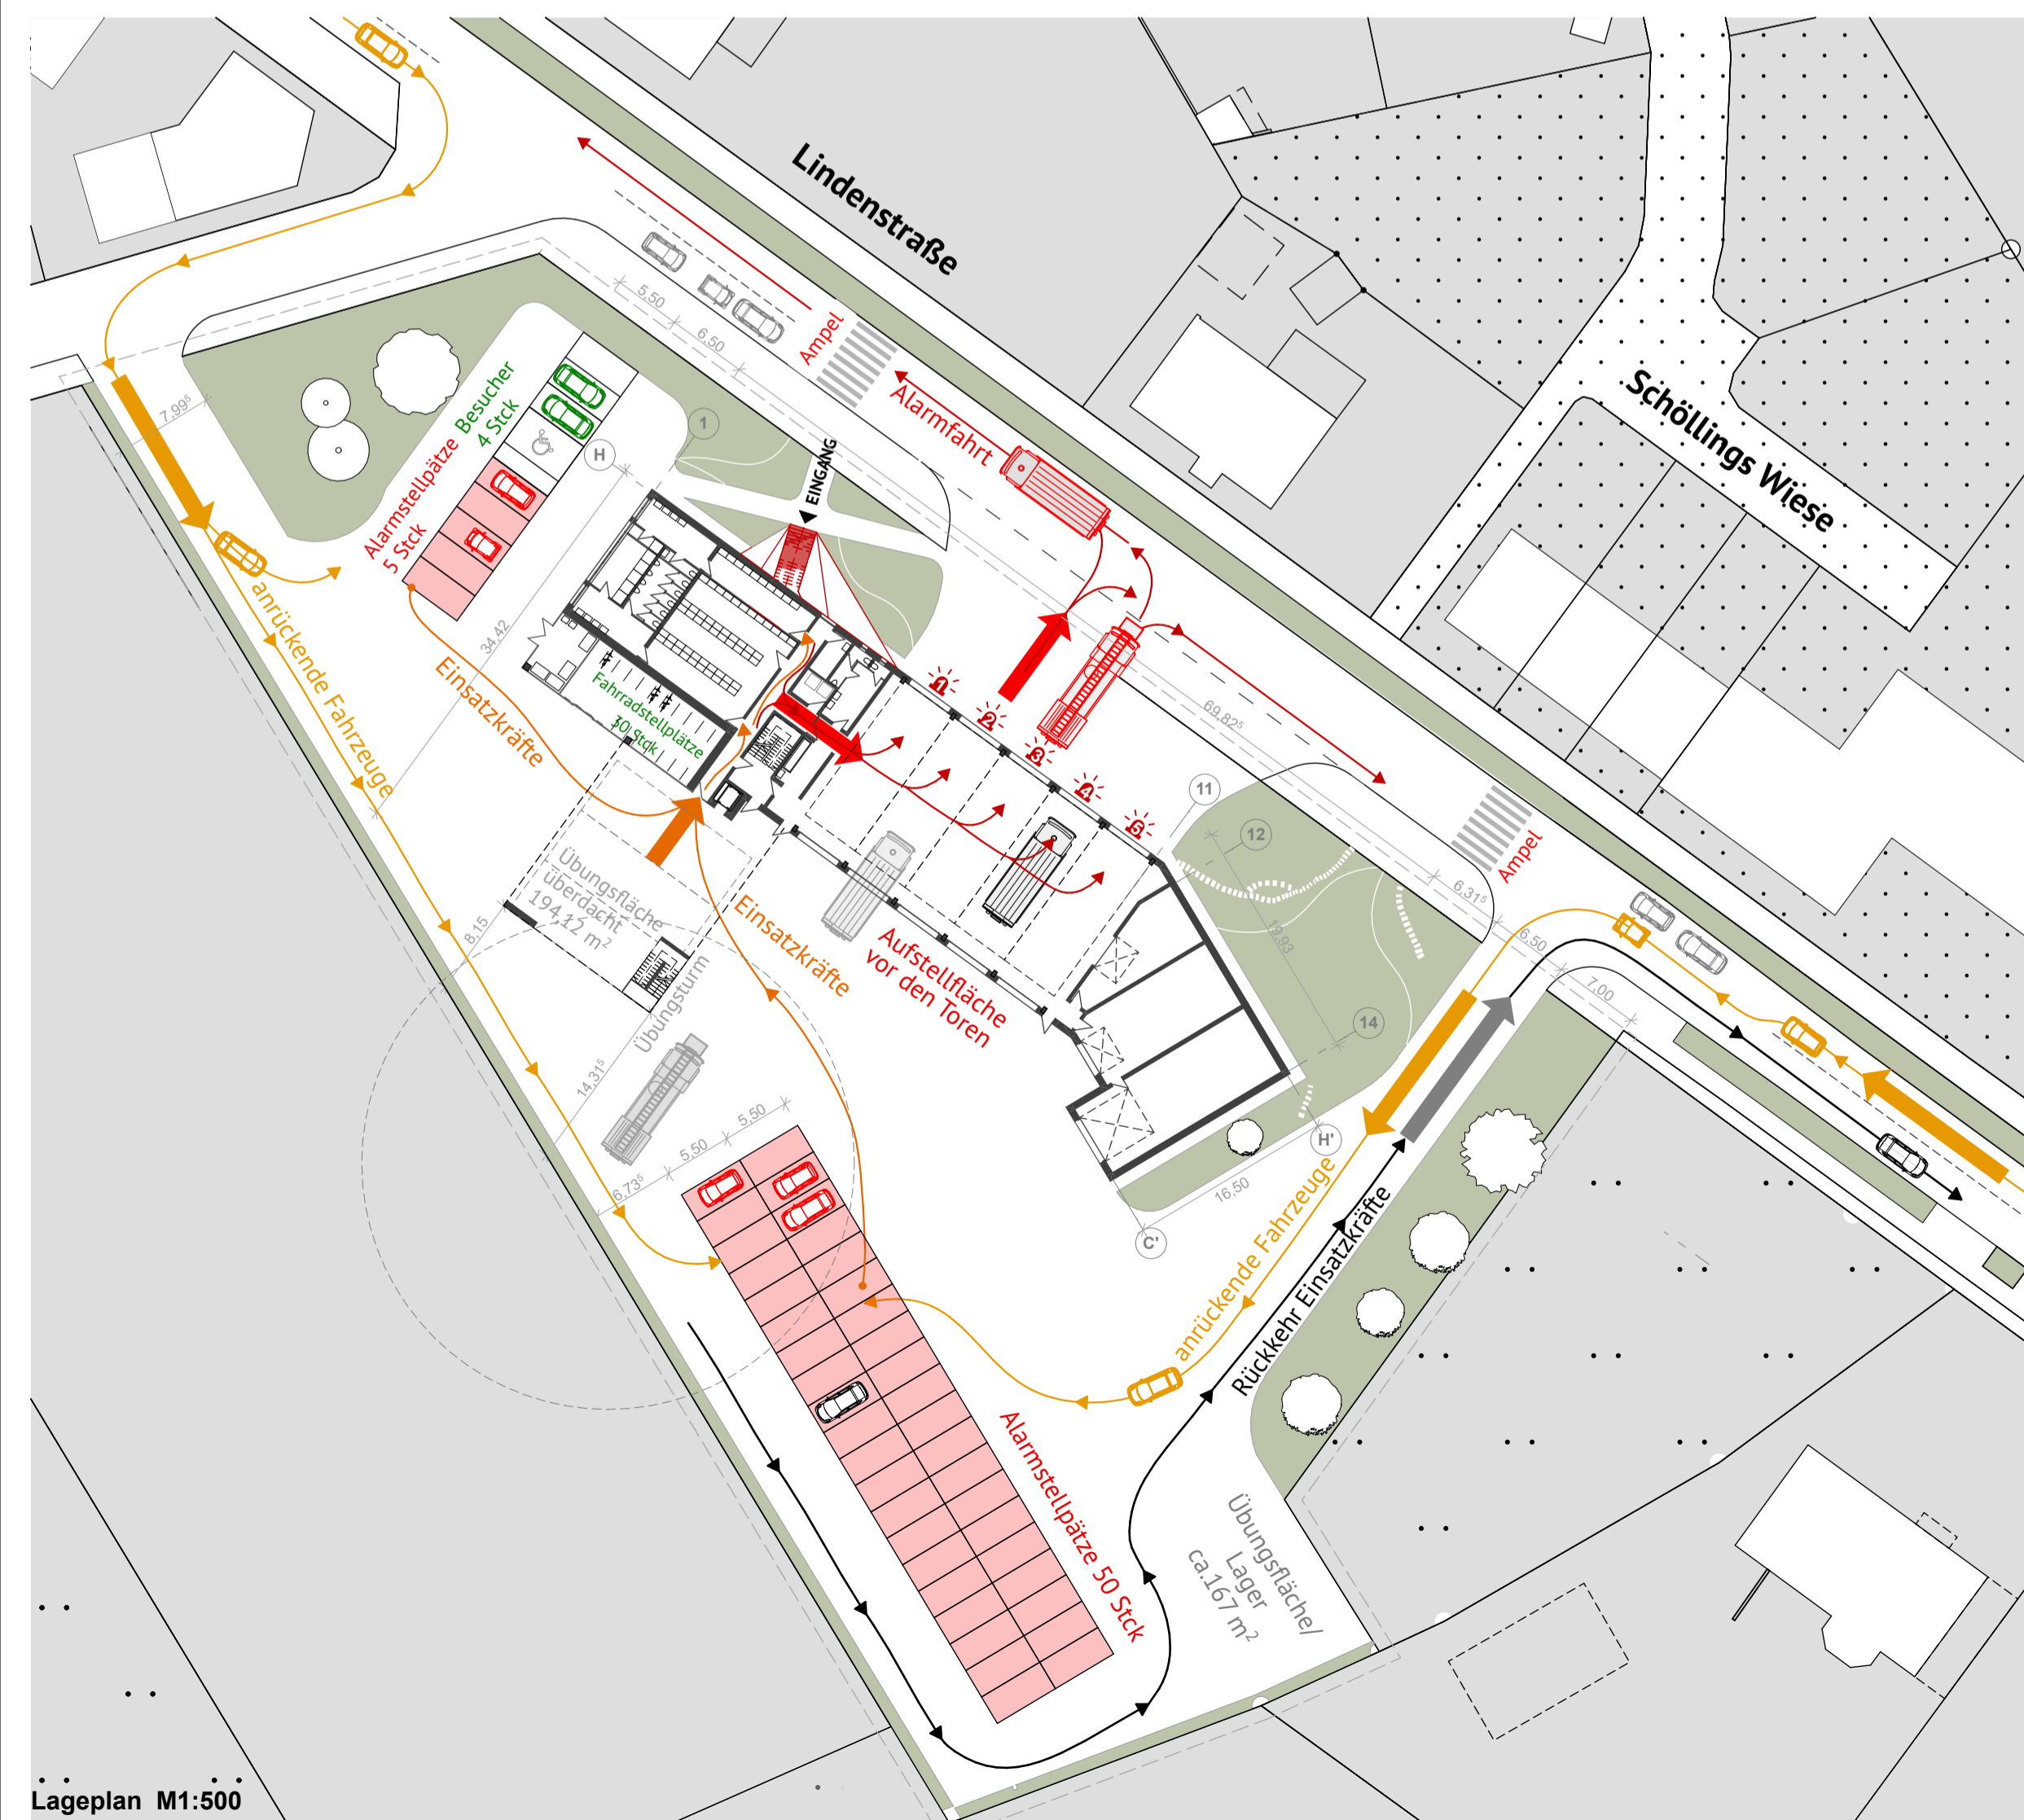 Lindenstraße
Schöllings Wiese
5,50
6,50
Ampel
Alarmfahrt
7,99⁵
Besucher
4 Stck
Alarmstellpätze
5 Stck
H
1
EINGANG
34,42
anrückende Fahrzeuge
Einsatzkräfte
Fahrradstellplätze
30 Stck
1
2
3
4
5
69,82⁵
11
12
Ampel
6,31⁵
6,50
7,00
19,93
14
H'
C'
16,50
Übungsfläche
überdacht
194,12 m²
8,15
Einsatzkräfte
Aufstellfläche
vor den Toren
Übungsturm
14,31⁵
5,50
5,50
6,73⁵
anrückende Fahrzeuge
Rückkehr Einsatzkräfte
Alarmstellpätze 50 Stck
Übungsfläche/
Lager
ca.167 m²
Lageplan M1:500